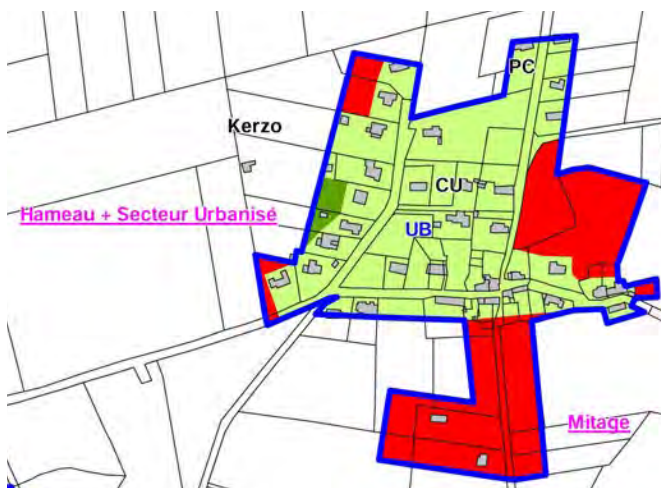 PC
Kerzo
CU
Hameau + Secteur Urbanisé
UB
Mitage